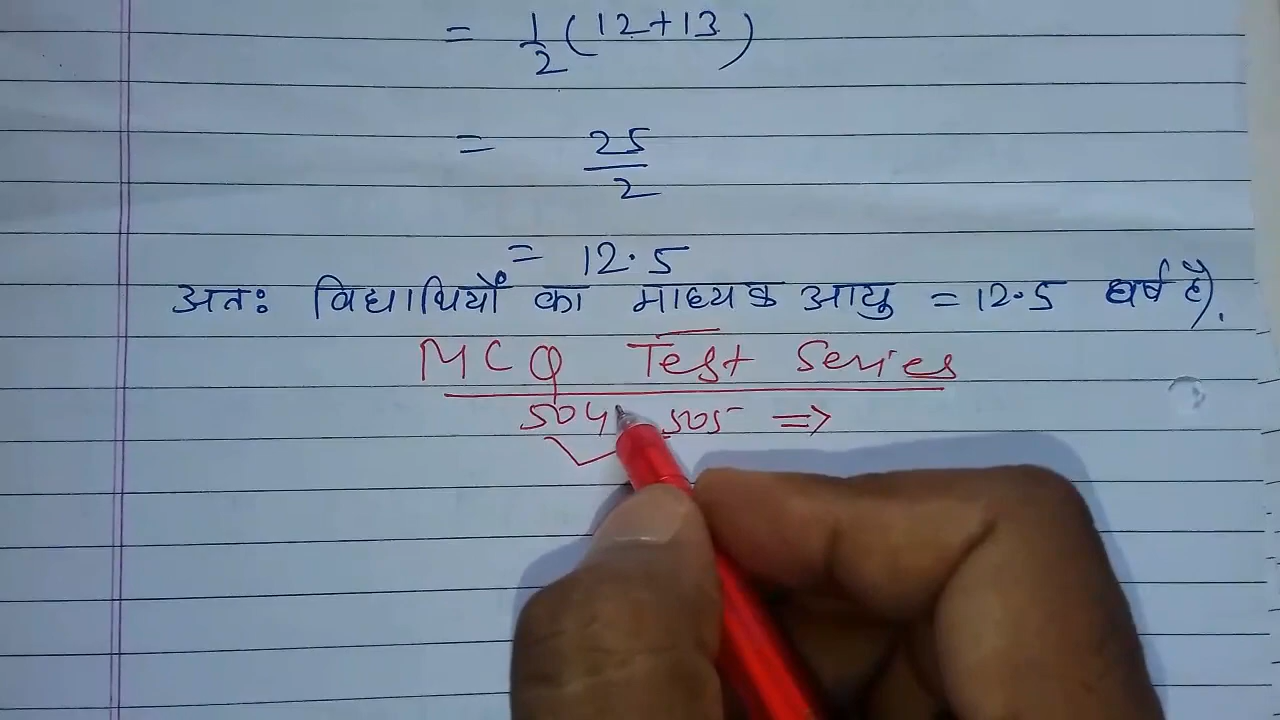 = 1/2 (12+13)
= 25/2
= 12.5
अतः विद्यार्थियों का माध्यक आयु = 12.5 वर्ष है.
MCQ Test Series
504, 505 =>